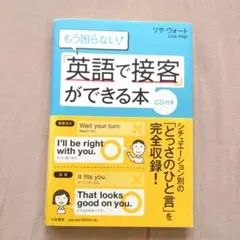 リサ・ヴォート
Lisa Vogt
もう困らない!
「英語で接客」
ができる本
CD付き
Wait your turn.
I'll be right
with you.
It fits you.
That looks
good on you.
シチュエーション別の
「とっさのひと言」を
完全収録!